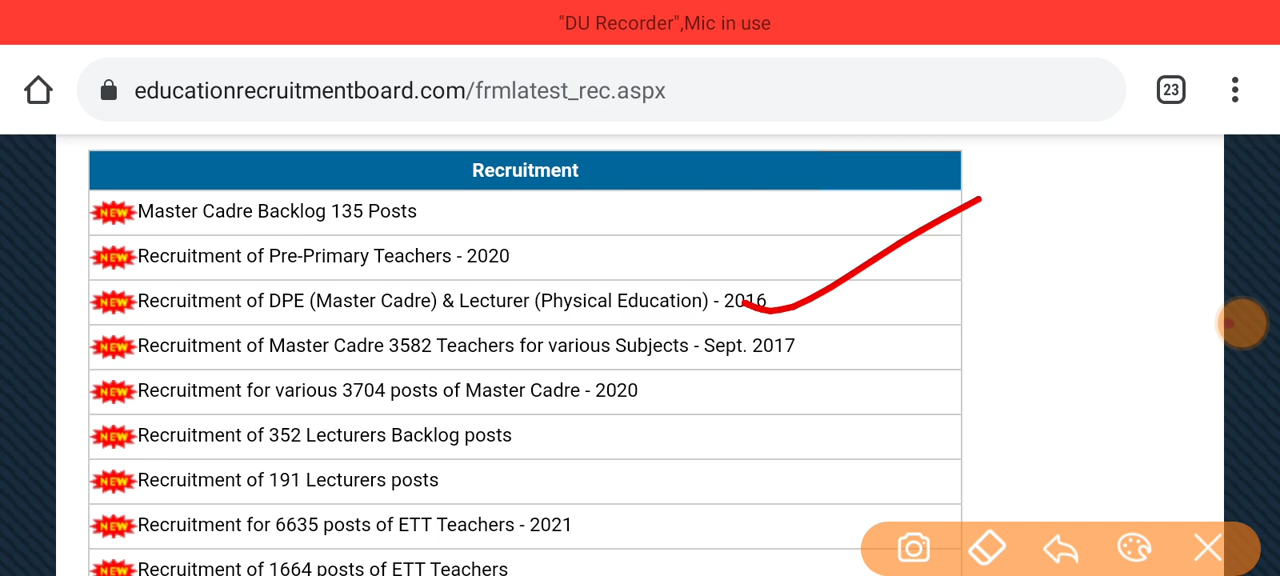 "DU Recorder",Mic in use
educationrecruitmentboard.com/frmlatest_rec.aspx
23
Recruitment
NEW Master Cadre Backlog 135 Posts
NEW Recruitment of Pre-Primary Teachers - 2020
NEW Recruitment of DPE (Master Cadre) & Lecturer (Physical Education) - 2016
NEW Recruitment of Master Cadre 3582 Teachers for various Subjects - Sept. 2017
NEW Recruitment for various 3704 posts of Master Cadre - 2020
NEW Recruitment of 352 Lecturers Backlog posts
NEW Recruitment of 191 Lecturers posts
NEW Recruitment for 6635 posts of ETT Teachers - 2021
NEW Recruitment of 1664 posts of ETT Teachers